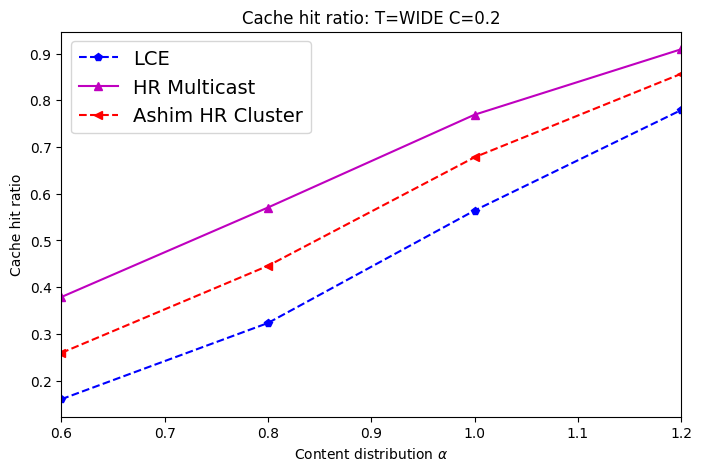 Cache hit ratio: T=WIDE C=0.2
LCE
HR Multicast
Ashim HR Cluster
Cache hit ratio
0.9
0.8
0.7
0.6
0.5
0.4
0.3
0.2
0.6 0.7 0.8 0.9 1.0 1.1 1.2
Content distribution α